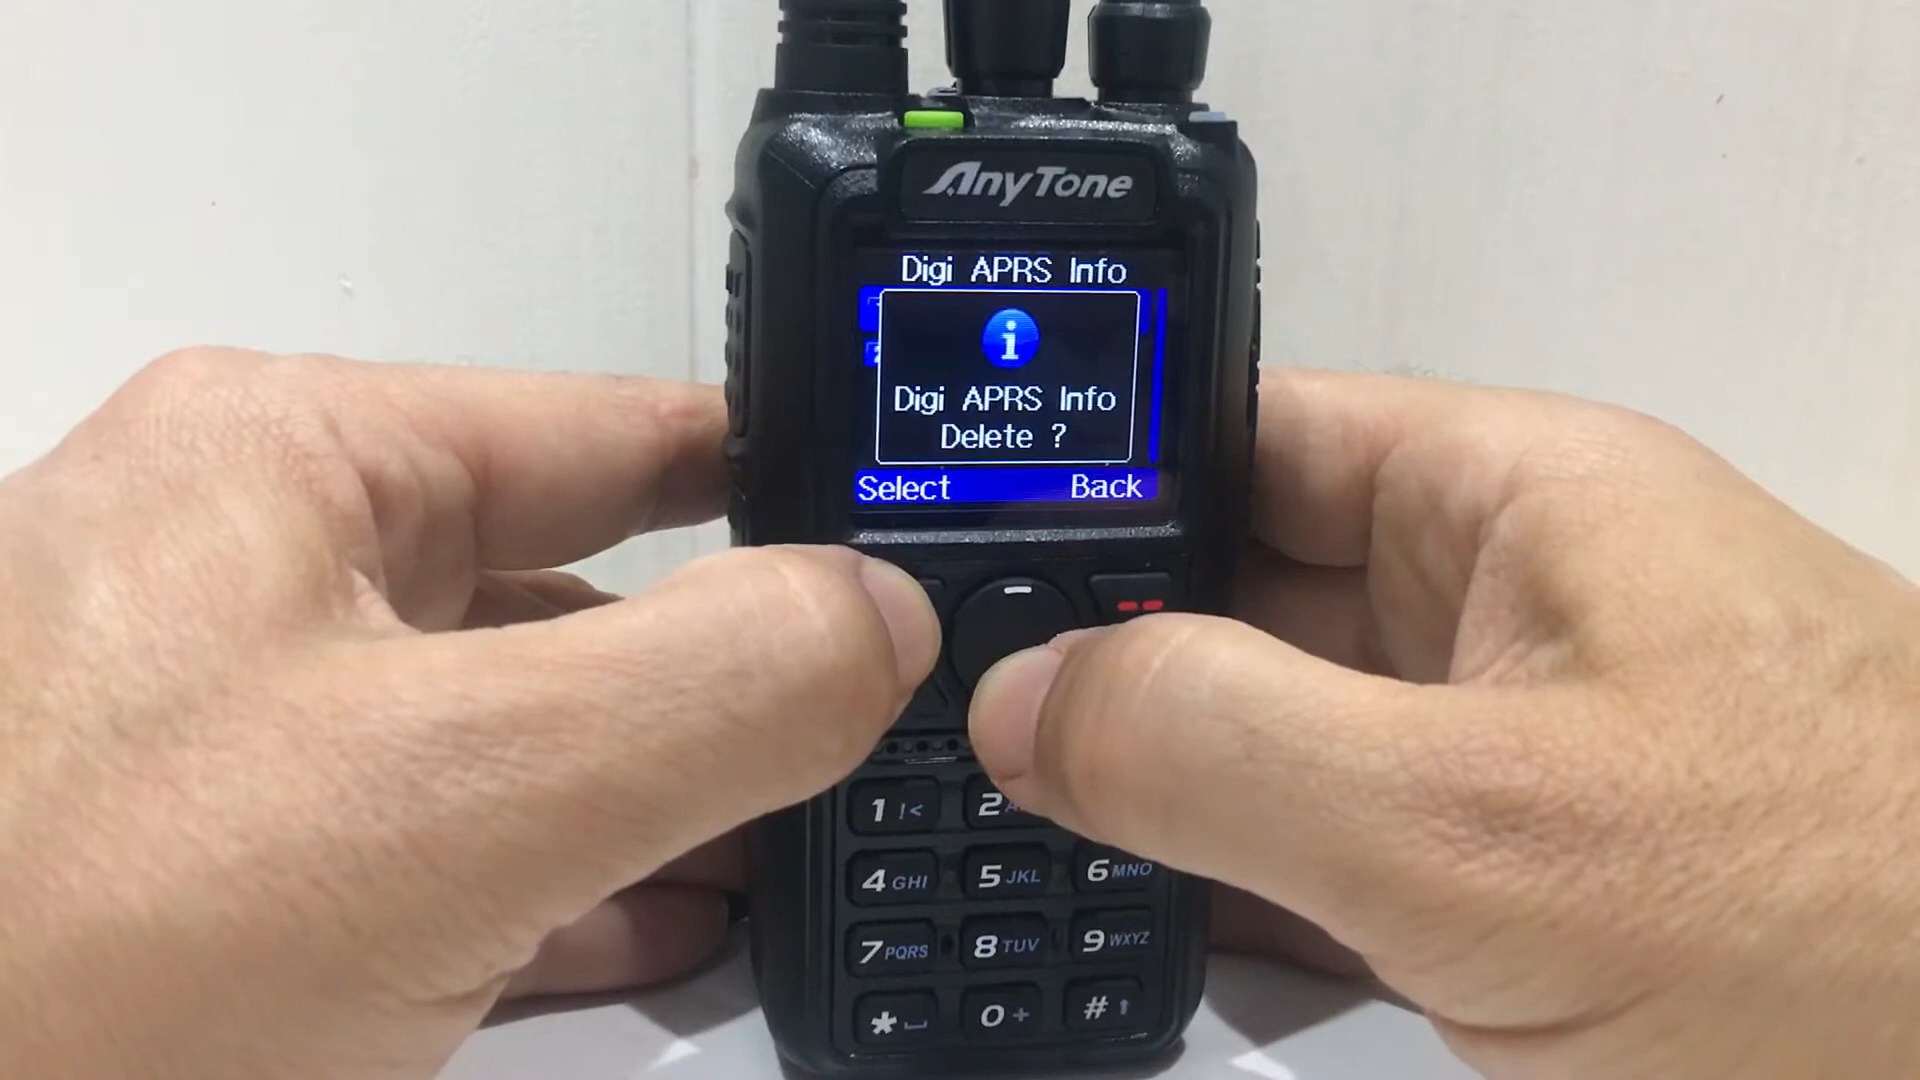 AnyTone
Digi APRS Info
i
Digi APRS Info
Delete ?
Select Back
1 !< 2
4 GHI 5 JKL 6 MNO
7 PQRS 8 TUV 9 WXYZ
* 0 + #